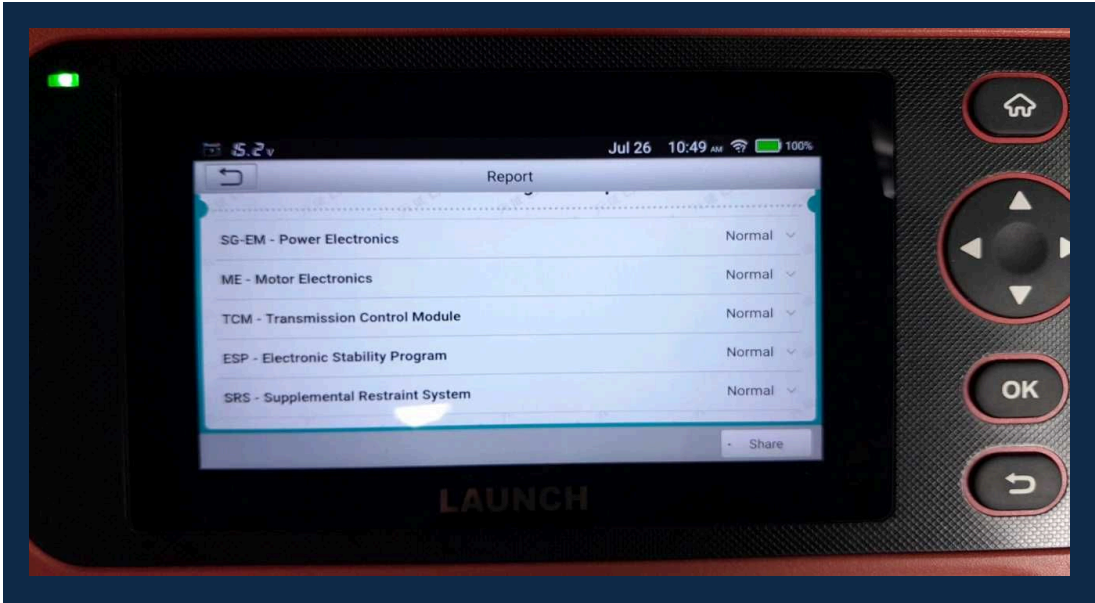 15.2v Jul 26 10:49 AM 100%
Report
SG-EM - Power Electronics Normal
ME - Motor Electronics Normal
TCM - Transmission Control Module Normal
ESP - Electronic Stability Program Normal
SRS - Supplemental Restraint System Normal
Share
OK
LAUNCH